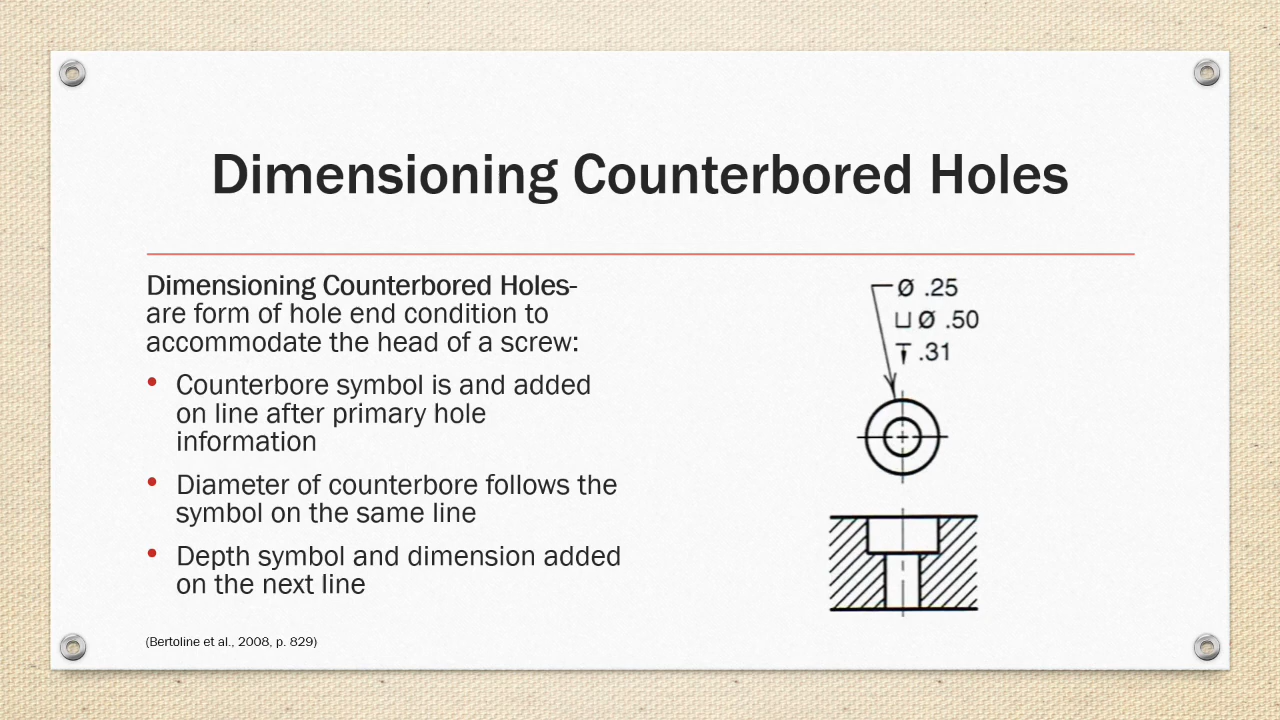 Dimensioning Counterbored Holes
Dimensioning Counterbored Holes-
are form of hole end condition to
accommodate the head of a screw:
• Counterbore symbol is and added
on line after primary hole
information
• Diameter of counterbore follows the
symbol on the same line
• Depth symbol and dimension added
on the next line
(Bertoline et al., 2008, p. 829)
Ø .25
⌴ Ø .50
↧ .31